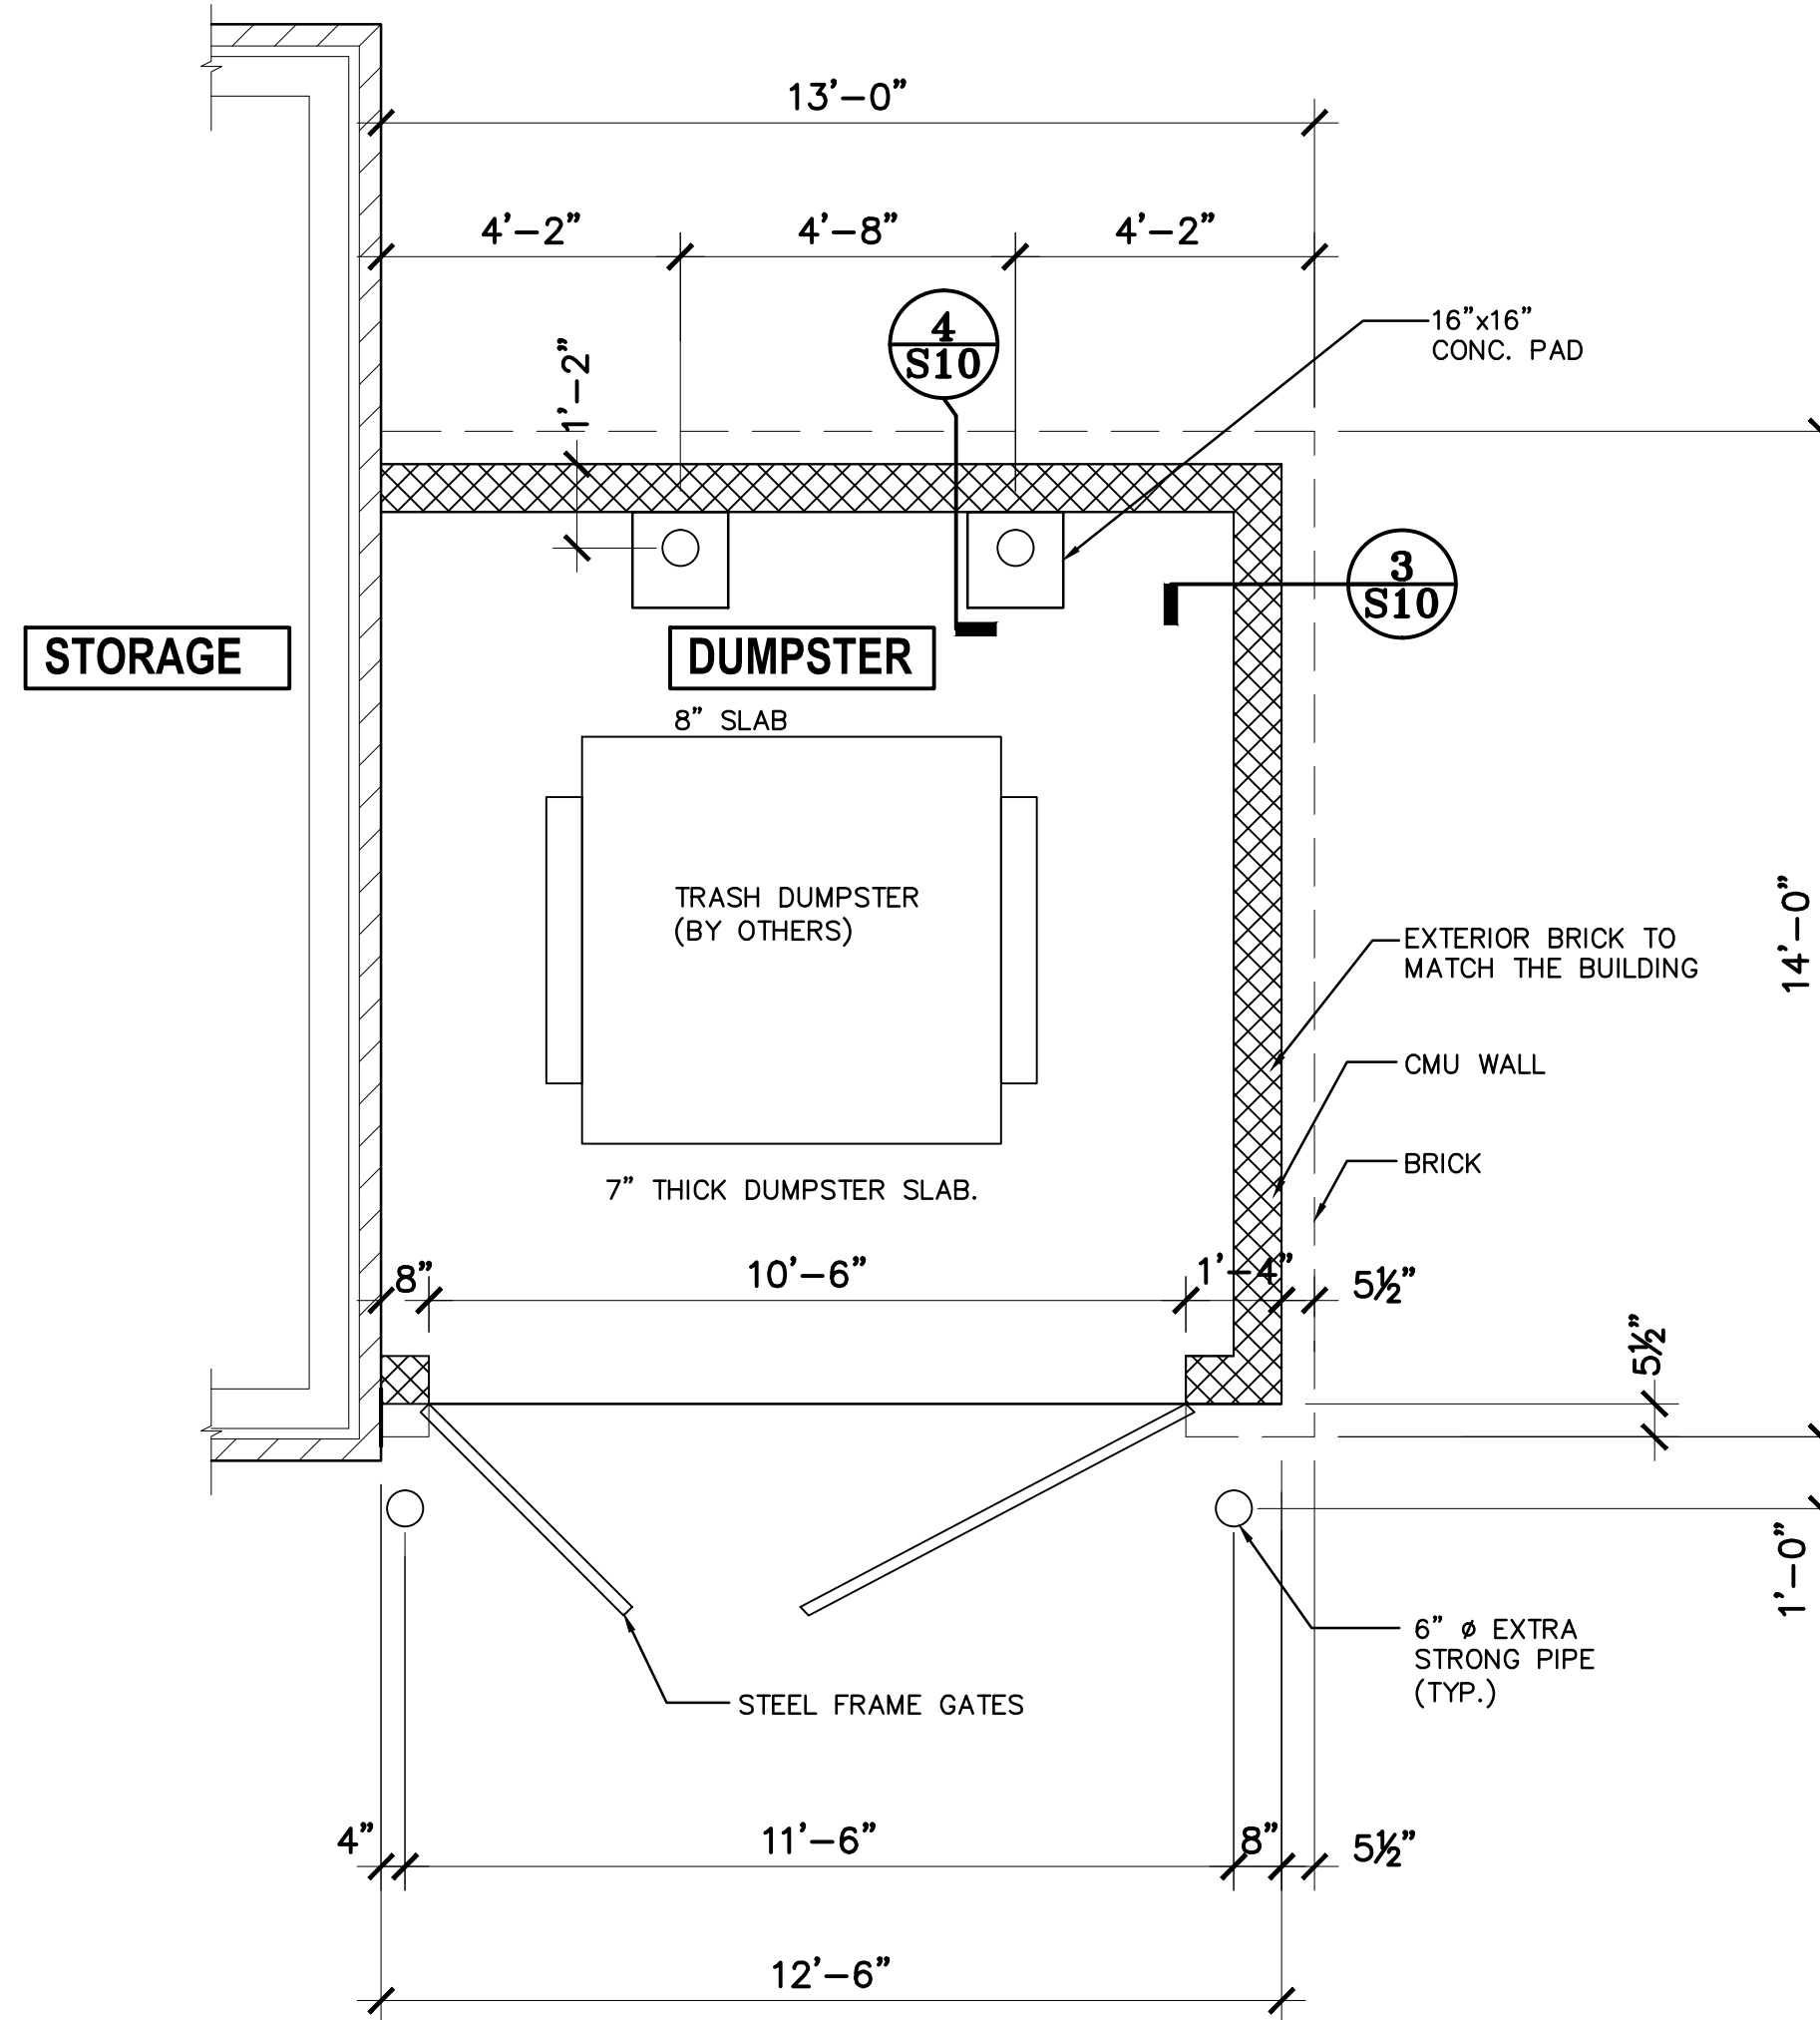 13'-0"
4'-2"
4'-8"
4'-2"
4
S10
16"x16"
CONC. PAD
1'-2"
3
S10
STORAGE
DUMPSTER
8" SLAB
TRASH DUMPSTER
(BY OTHERS)
14'-0"
EXTERIOR BRICK TO
MATCH THE BUILDING
CMU WALL
BRICK
7" THICK DUMPSTER SLAB.
8"
10'-6"
1'-4"
5½"
5½"
1'-0"
6" ø EXTRA
STRONG PIPE
(TYP.)
STEEL FRAME GATES
4"
11'-6"
8"
5½"
12'-6"